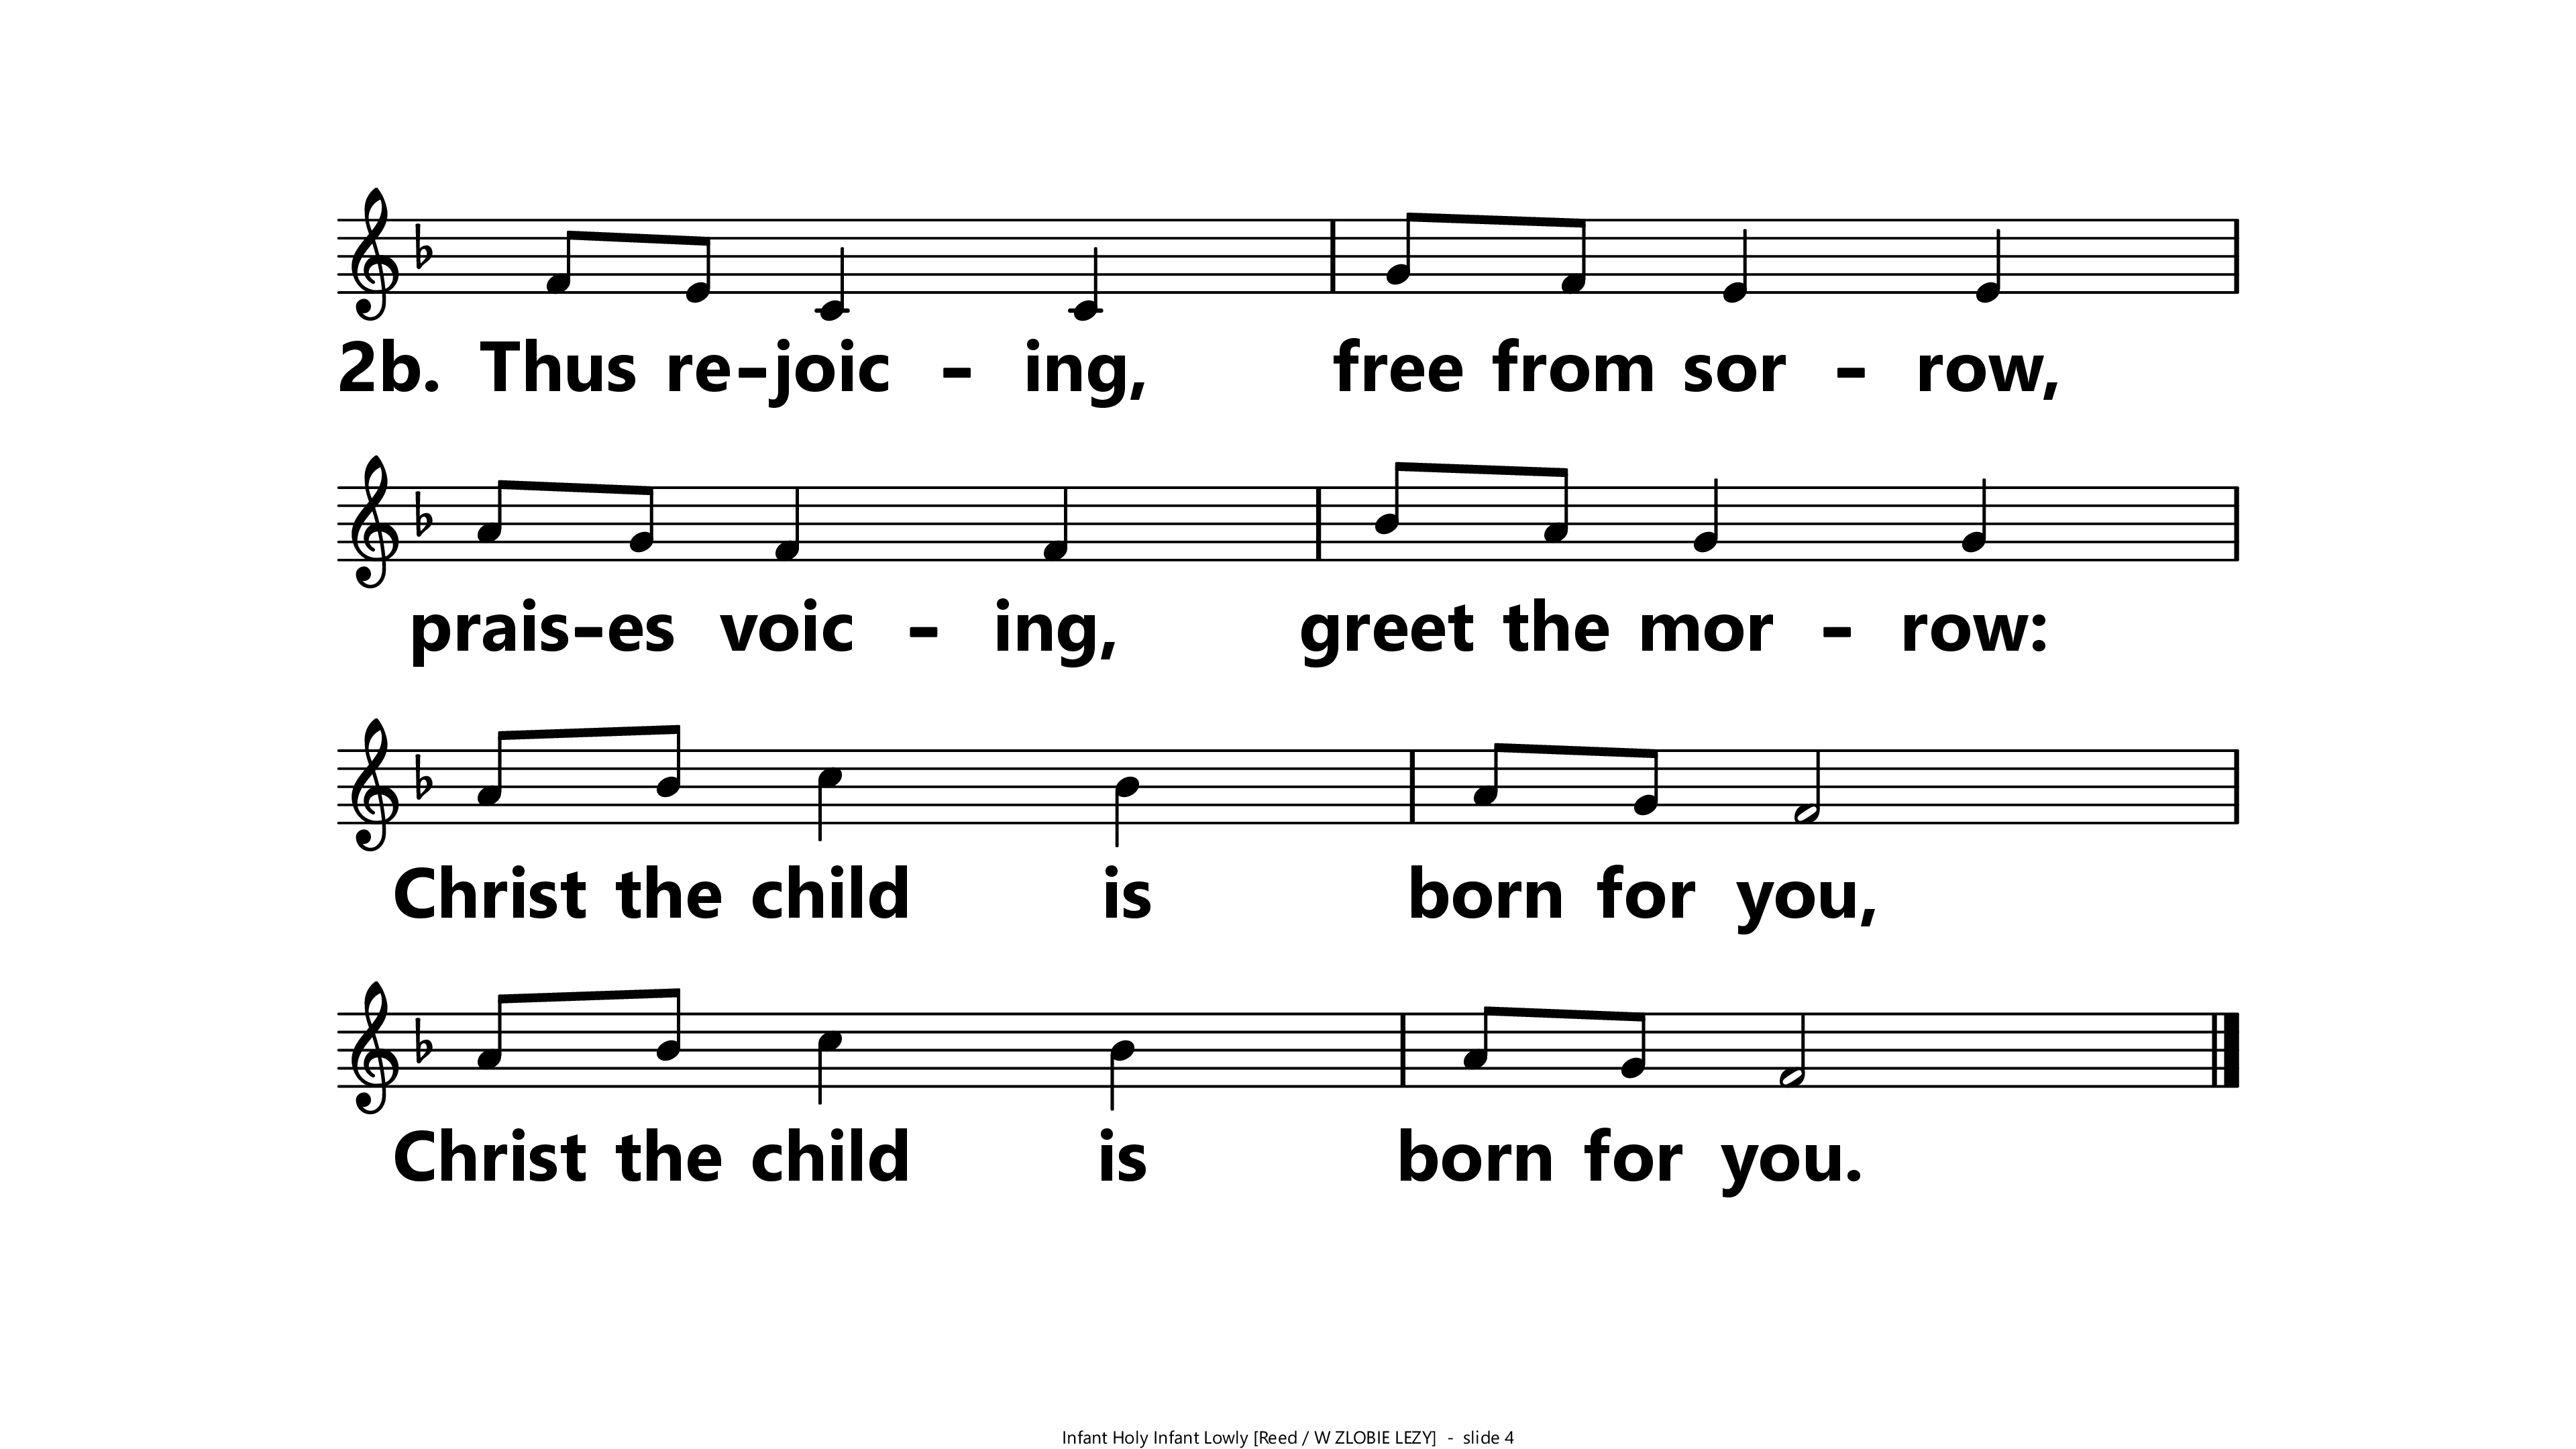 2b. Thus re-joic - ing, free from sor - row,
prais-es voic - ing, greet the mor - row:
Christ the child is born for you,
Christ the child is born for you.
Infant Holy Infant Lowly [Reed / W ZLOBIE LEZY] - slide 4